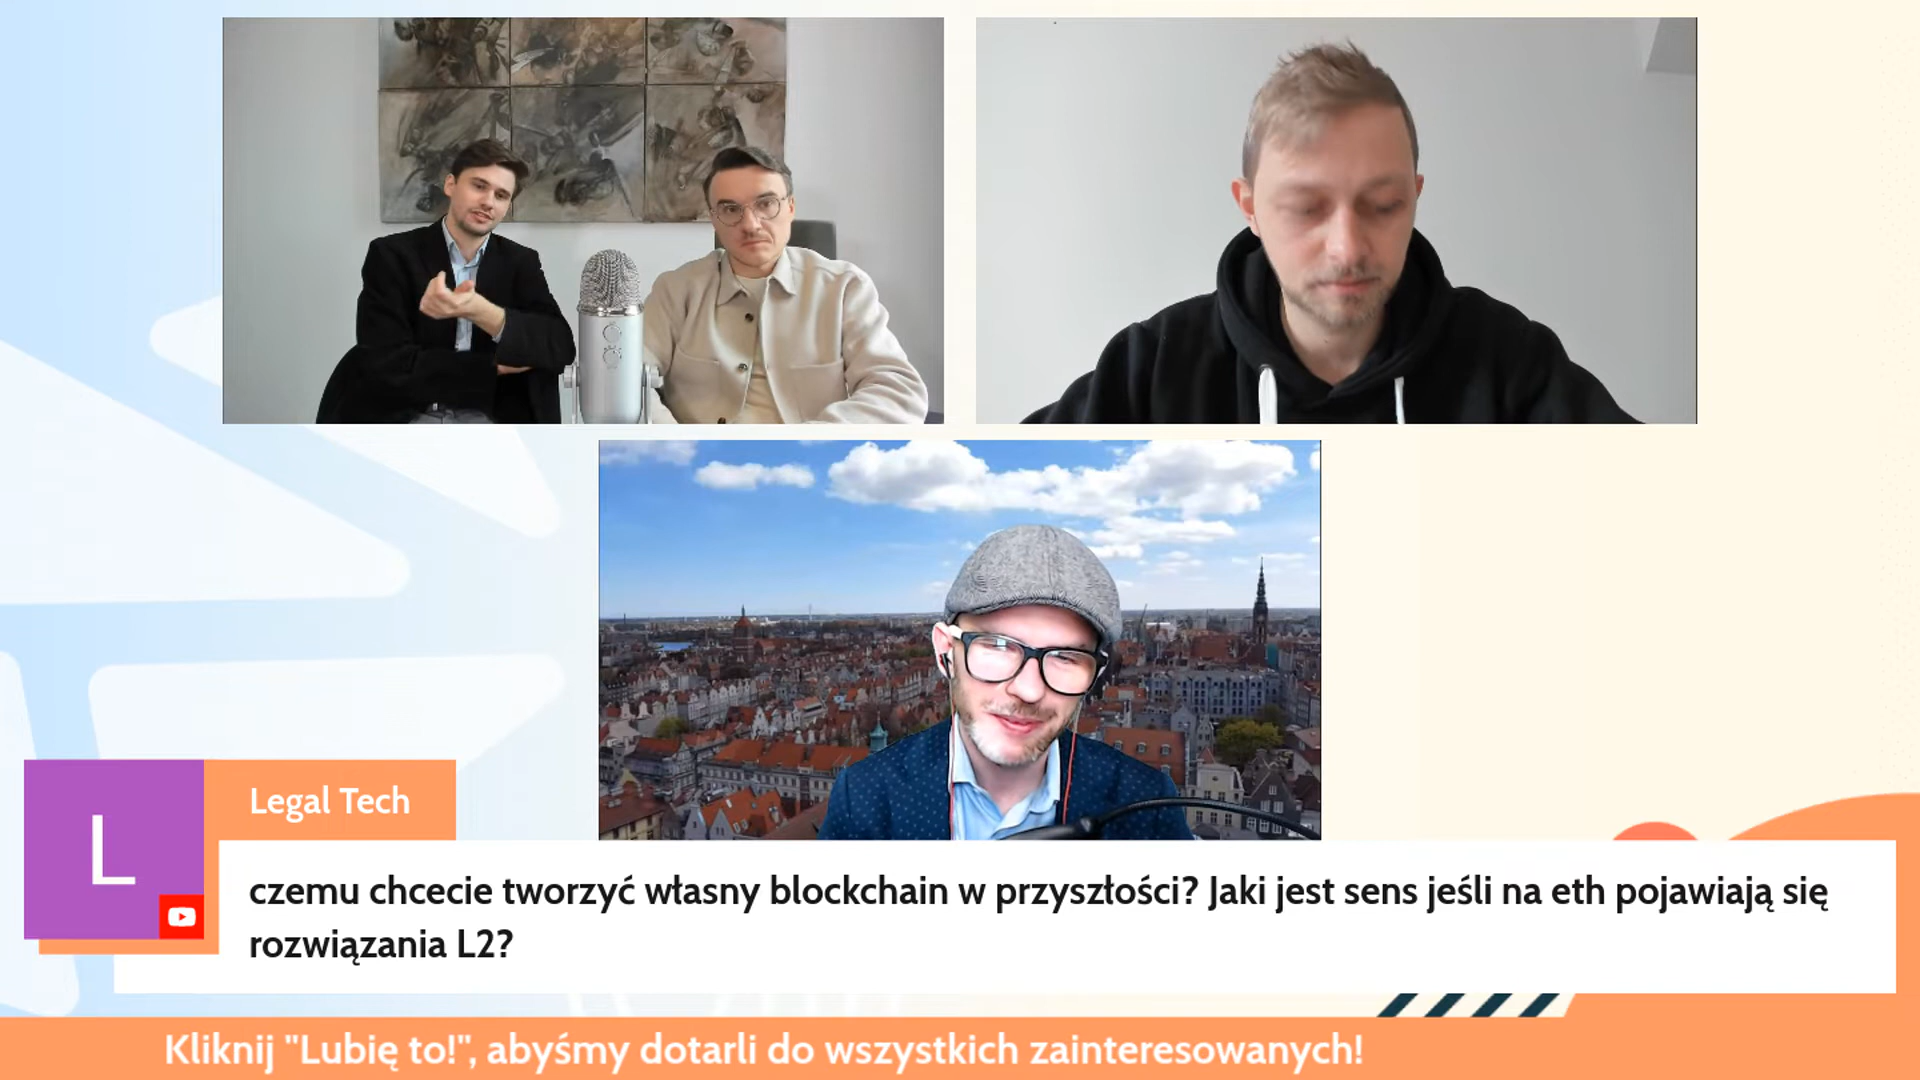 L
Legal Tech
czemu chcecie tworzyć własny blockchain w przyszłości? Jaki jest sens jeśli na eth pojawiają się
rozwiązania L2?
Kliknij "Lubię to!", abyśmy dotarli do wszystkich zainteresowanych!